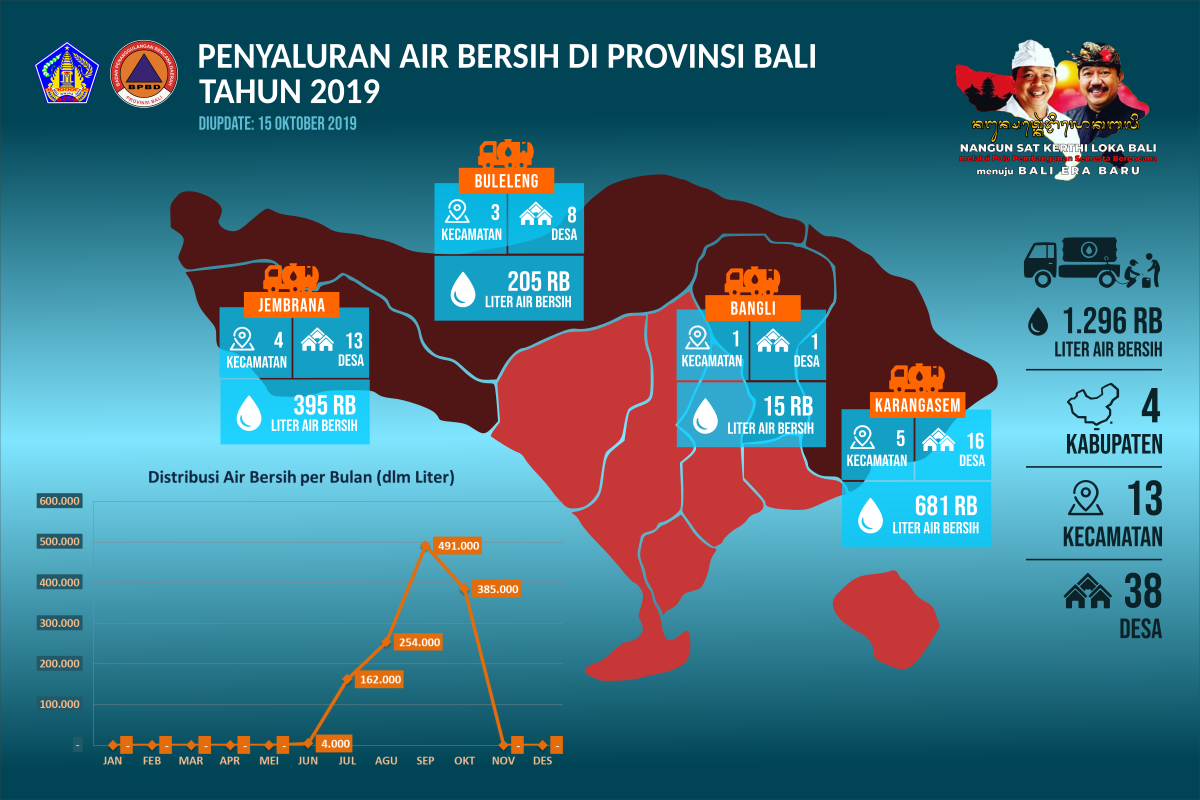 PENYALURAN AIR BERSIH DI PROVINSI BALI
TAHUN 2019
DIUPDATE: 15 OKTOBER 2019
BADAN PENANGGULANGAN BENCANA DAERAH
BPBD
PROVINSI BALI
NANGUN SAT KERTHI LOKA BALI
melalui Pola Pembangunan Semesta Berencana
menuju BALI ERA BARU
BULELENG
3
KECAMATAN
8
DESA
205 RB
LITER AIR BERSIH
JEMBRANA
4
KECAMATAN
13
DESA
395 RB
LITER AIR BERSIH
BANGLI
1
KECAMATAN
1
DESA
15 RB
LITER AIR BERSIH
KARANGASEM
5
KECAMATAN
16
DESA
681 RB
LITER AIR BERSIH
1.296 RB
LITER AIR BERSIH
4
KABUPATEN
13
KECAMATAN
38
DESA
Distribusi Air Bersih per Bulan (dlm Liter)
600.000
500.000
400.000
300.000
200.000
100.000
-
- - - - - 4.000 162.000 254.000 491.000 385.000 - -
JAN FEB MAR APR MEI JUN JUL AGU SEP OKT NOV DES